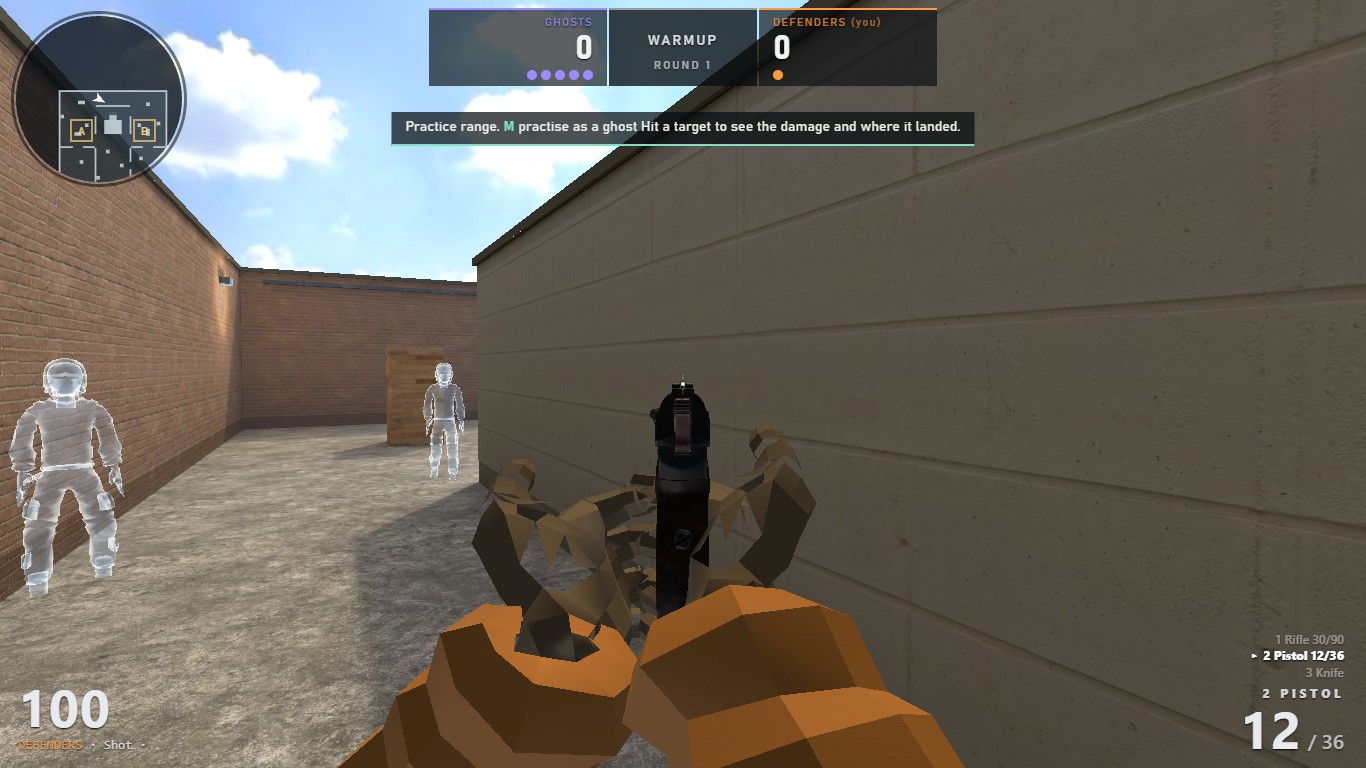 GHOSTS
0
WARMUP
ROUND 1
DEFENDERS (you)
0
Practice range. M practise as a ghost Hit a target to see the damage and where it landed.
A
B
1 Rifle 30/90
▸ 2 Pistol 12/36
3 Knife
2 PISTOL
12 / 36
100
DEFENDERS · Shot ·